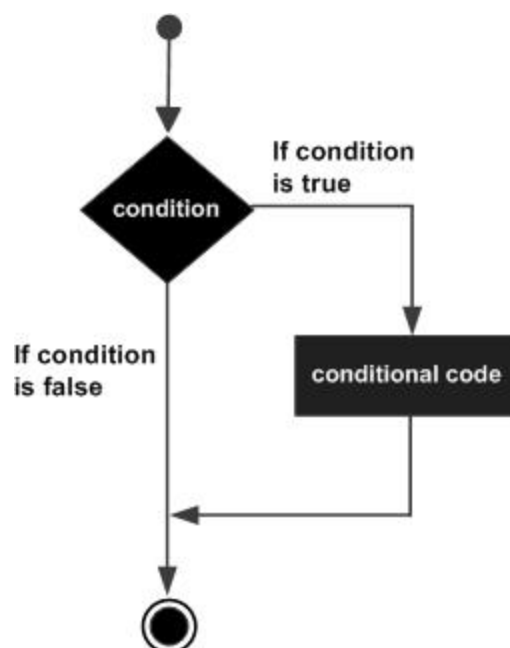 If condition
is true
condition
If condition
is false
conditional code